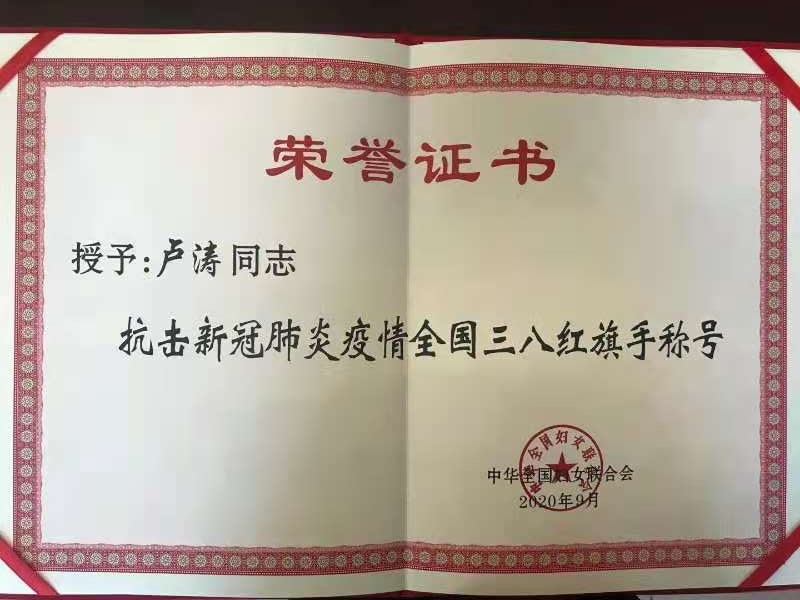 荣誉证书
授予:卢涛同志
抗击新冠肺炎疫情全国三八红旗手称号
中华全国妇女联合会
2020年9月